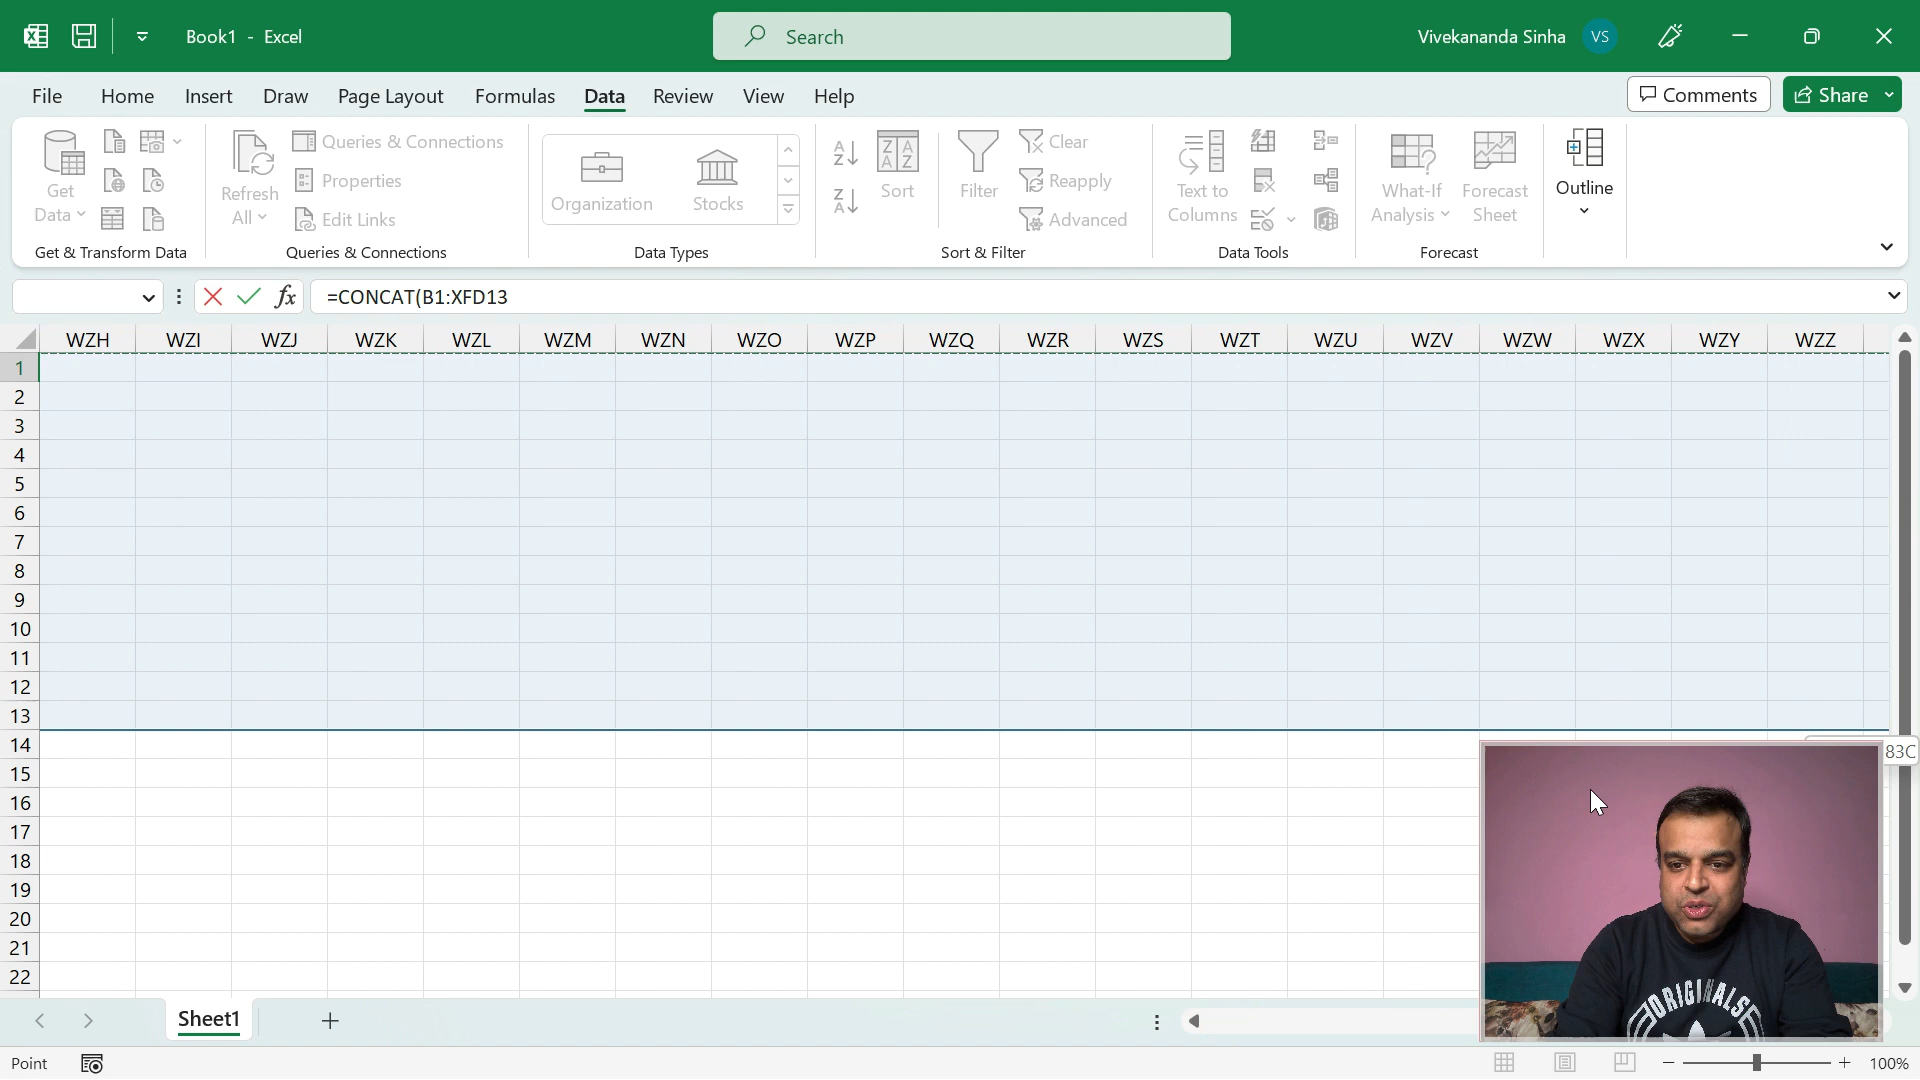 Book1 - Excel
Search
Vivekananda Sinha
VS
File Home Insert Draw Page Layout Formulas Data Review View Help
Comments
Share
Get Data
Refresh All
Queries & Connections
Properties
Edit Links
Organization
Stocks
Sort
Filter
Clear
Reapply
Advanced
Text to Columns
What-If Analysis
Forecast Sheet
Outline
Get & Transform Data
Queries & Connections
Data Types
Sort & Filter
Data Tools
Forecast
fx
=CONCAT(B1:XFD13
WZH WZI WZJ WZK WZL WZM WZN WZO WZP WZQ WZR WZS WZT WZU WZV WZW WZX WZY WZZ
1
2
3
4
5
6
7
8
9
10
11
12
13
14
15
16
17
18
19
20
21
22
83C
ORIGINALS
Sheet1
Point
100%